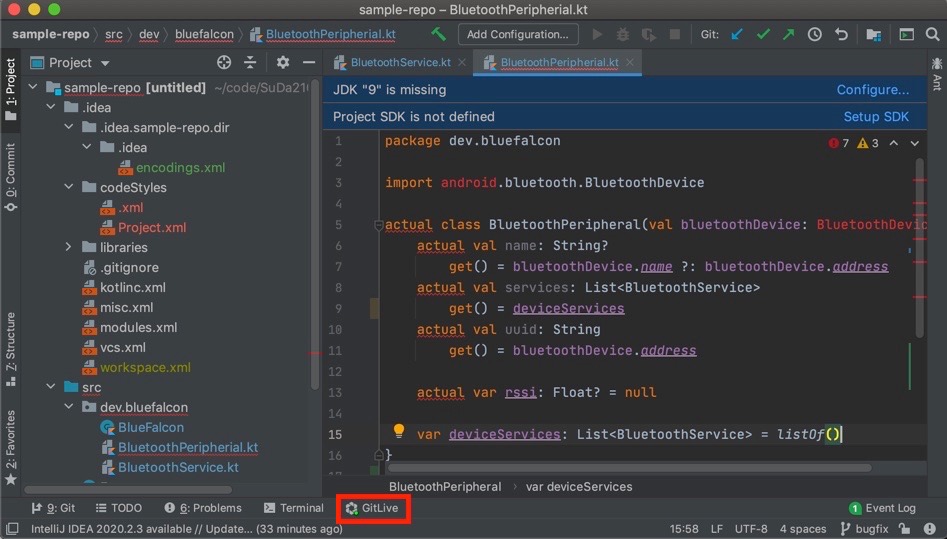 sample-repo – BluetoothPeripherial.kt
sample-repo src dev bluefalcon BluetoothPeripherial.kt Add Configuration... Git:
1: Project
0: Commit
7: Structure
2: Favorites
Project
sample-repo [untitled] ~/code/SuDa210
.idea
.idea.sample-repo.dir
.idea
encodings.xml
codeStyles
.xml
Project.xml
libraries
.gitignore
kotlinc.xml
misc.xml
modules.xml
vcs.xml
workspace.xml
src
dev.bluefalcon
BlueFalcon
BluetoothPeripherial.kt
BluetoothService.kt
BluetoothService.kt BluetoothPeripherial.kt
JDK "9" is missing Configure...
Project SDK is not defined Setup SDK
7 3
1 package dev.bluefalcon
2
3 import android.bluetooth.BluetoothDevice
4
5 actual class BluetoothPeripheral(val bluetoothDevice: BluetoothDevic
6 actual val name: String?
7 get() = bluetoothDevice.name ?: bluetoothDevice.address
8 actual val services: List<BluetoothService>
9 get() = deviceServices
10 actual val uuid: String
11 get() = bluetoothDevice.address
12
13 actual var rssi: Float? = null
14
15 var deviceServices: List<BluetoothService> = listOf()
16 }
17
BluetoothPeripheral › var deviceServices
Ant
9: Git TODO 6: Problems Terminal GitLive 1 Event Log
IntelliJ IDEA 2020.2.3 available // Update... (33 minutes ago) 15:58 LF UTF-8 4 spaces bugfix